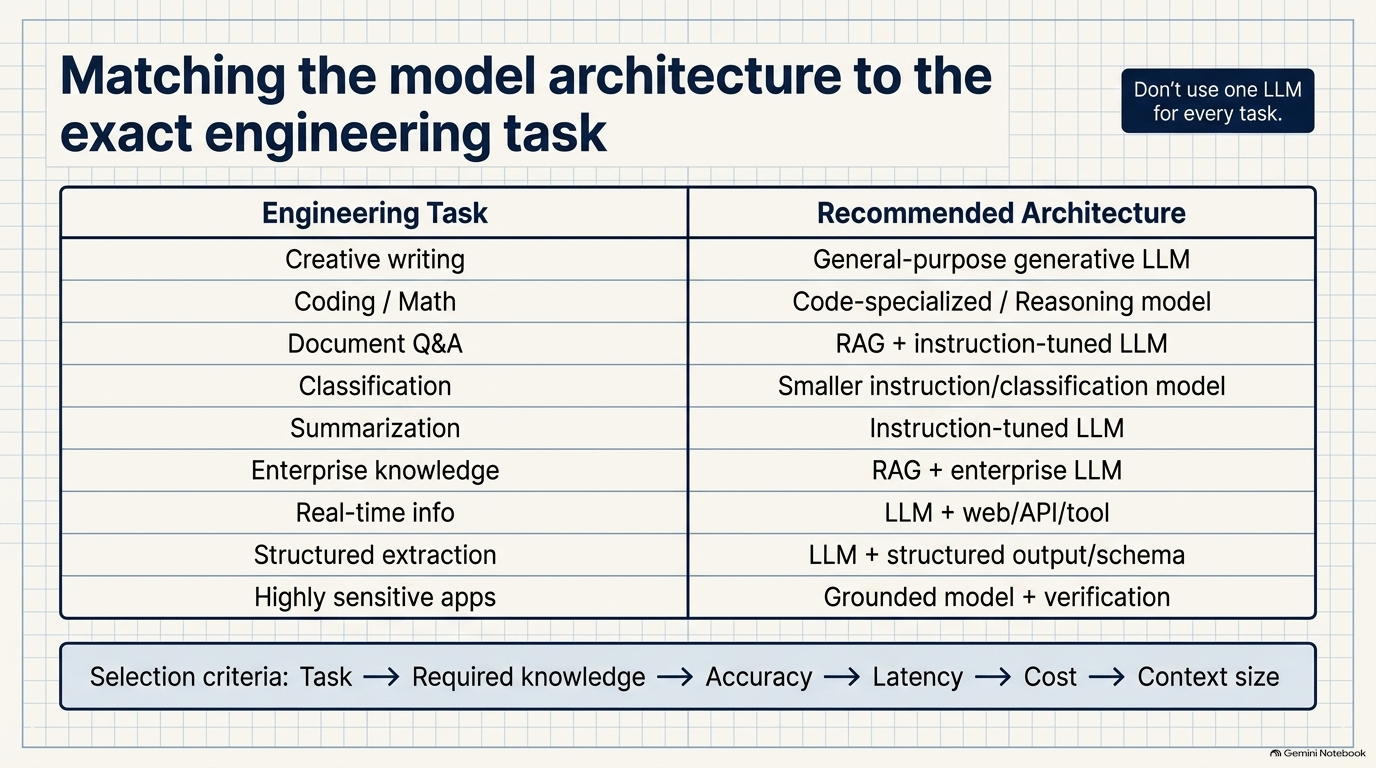 Matching the model architecture to the
exact engineering task
Don't use one LLM
for every task.
Engineering Task
Recommended Architecture
Creative writing
General-purpose generative LLM
Coding / Math
Code-specialized / Reasoning model
Document Q&A
RAG + instruction-tuned LLM
Classification
Smaller instruction/classification model
Summarization
Instruction-tuned LLM
Enterprise knowledge
RAG + enterprise LLM
Real-time info
LLM + web/API/tool
Structured extraction
LLM + structured output/schema
Highly sensitive apps
Grounded model + verification
Selection criteria: Task → Required knowledge → Accuracy → Latency → Cost → Context size
Gemini Notebook